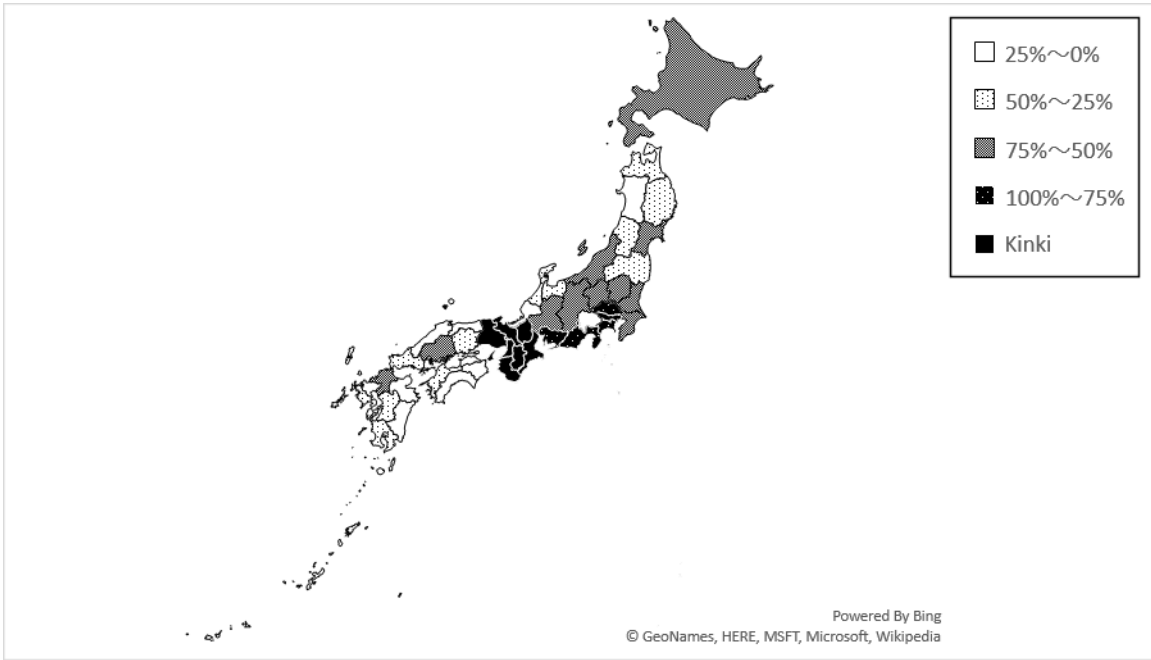 25%～0%
50%～25%
75%～50%
100%～75%
Kinki
Powered By Bing
© GeoNames, HERE, MSFT, Microsoft, Wikipedia